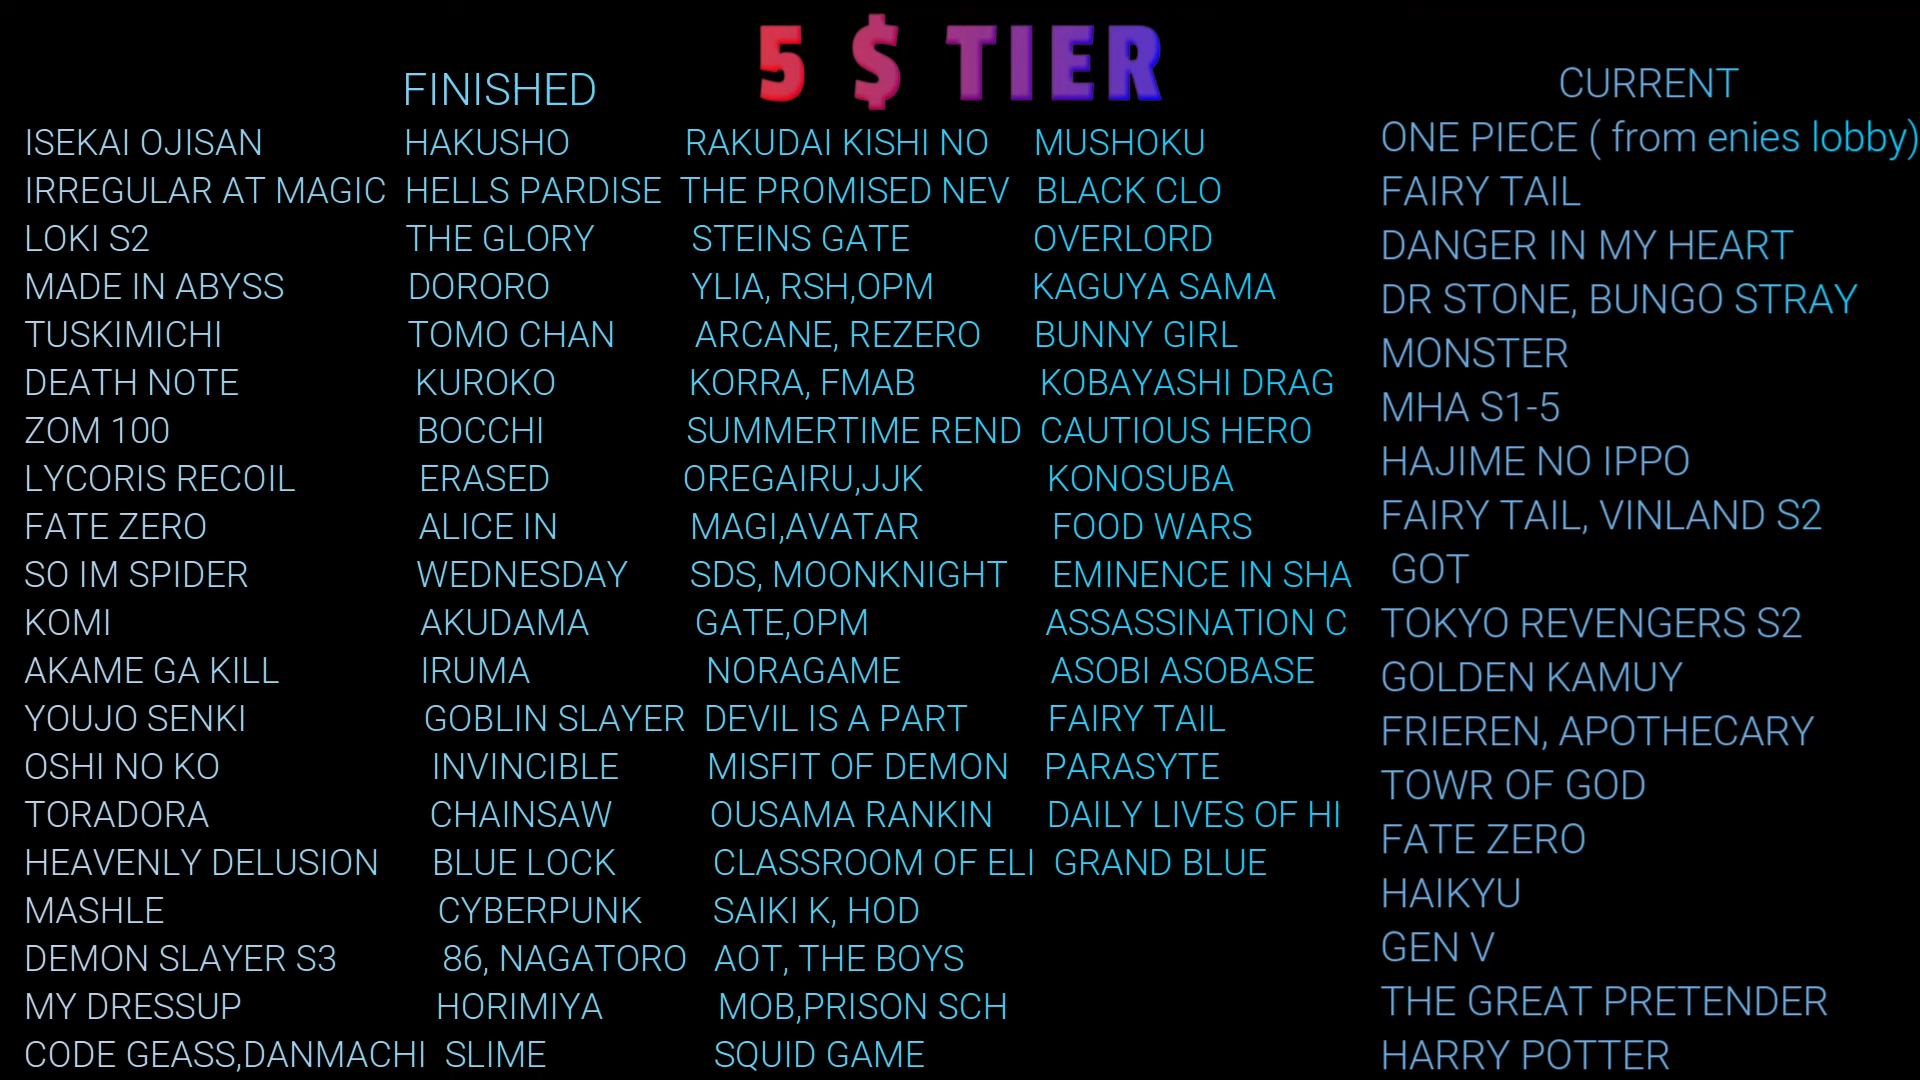 5 $ TIER
FINISHED
ISEKAI OJISAN
IRREGULAR AT MAGIC
LOKI S2
MADE IN ABYSS
TUSKIMICHI
DEATH NOTE
ZOM 100
LYCORIS RECOIL
FATE ZERO
SO IM SPIDER
KOMI
AKAME GA KILL
YOUJO SENKI
OSHI NO KO
TORADORA
HEAVENLY DELUSION
MASHLE
DEMON SLAYER S3
MY DRESSUP
CODE GEASS,DANMACHI
HAKUSHO
HELLS PARDISE
THE GLORY
DORORO
TOMO CHAN
KUROKO
BOCCHI
ERASED
ALICE IN
WEDNESDAY
AKUDAMA
IRUMA
GOBLIN SLAYER
INVINCIBLE
CHAINSAW
BLUE LOCK
CYBERPUNK
86, NAGATORO
HORIMIYA
SLIME
RAKUDAI KISHI NO
THE PROMISED NEV
STEINS GATE
YLIA, RSH,OPM
ARCANE, REZERO
KORRA, FMAB
SUMMERTIME REND
OREGAIRU,JJK
MAGI,AVATAR
SDS, MOONKNIGHT
GATE,OPM
NORAGAME
DEVIL IS A PART
MISFIT OF DEMON
OUSAMA RANKIN
CLASSROOM OF ELI
SAIKI K, HOD
AOT, THE BOYS
MOB,PRISON SCH
SQUID GAME
MUSHOKU
BLACK CLO
OVERLORD
KAGUYA SAMA
BUNNY GIRL
KOBAYASHI DRAG
CAUTIOUS HERO
KONOSUBA
FOOD WARS
EMINENCE IN SHA
ASSASSINATION C
ASOBI ASOBASE
FAIRY TAIL
PARASYTE
DAILY LIVES OF HI
GRAND BLUE
CURRENT
ONE PIECE ( from enies lobby)
FAIRY TAIL
DANGER IN MY HEART
DR STONE, BUNGO STRAY
MONSTER
MHA S1-5
HAJIME NO IPPO
FAIRY TAIL, VINLAND S2
GOT
TOKYO REVENGERS S2
GOLDEN KAMUY
FRIEREN, APOTHECARY
TOWR OF GOD
FATE ZERO
HAIKYU
GEN V
THE GREAT PRETENDER
HARRY POTTER